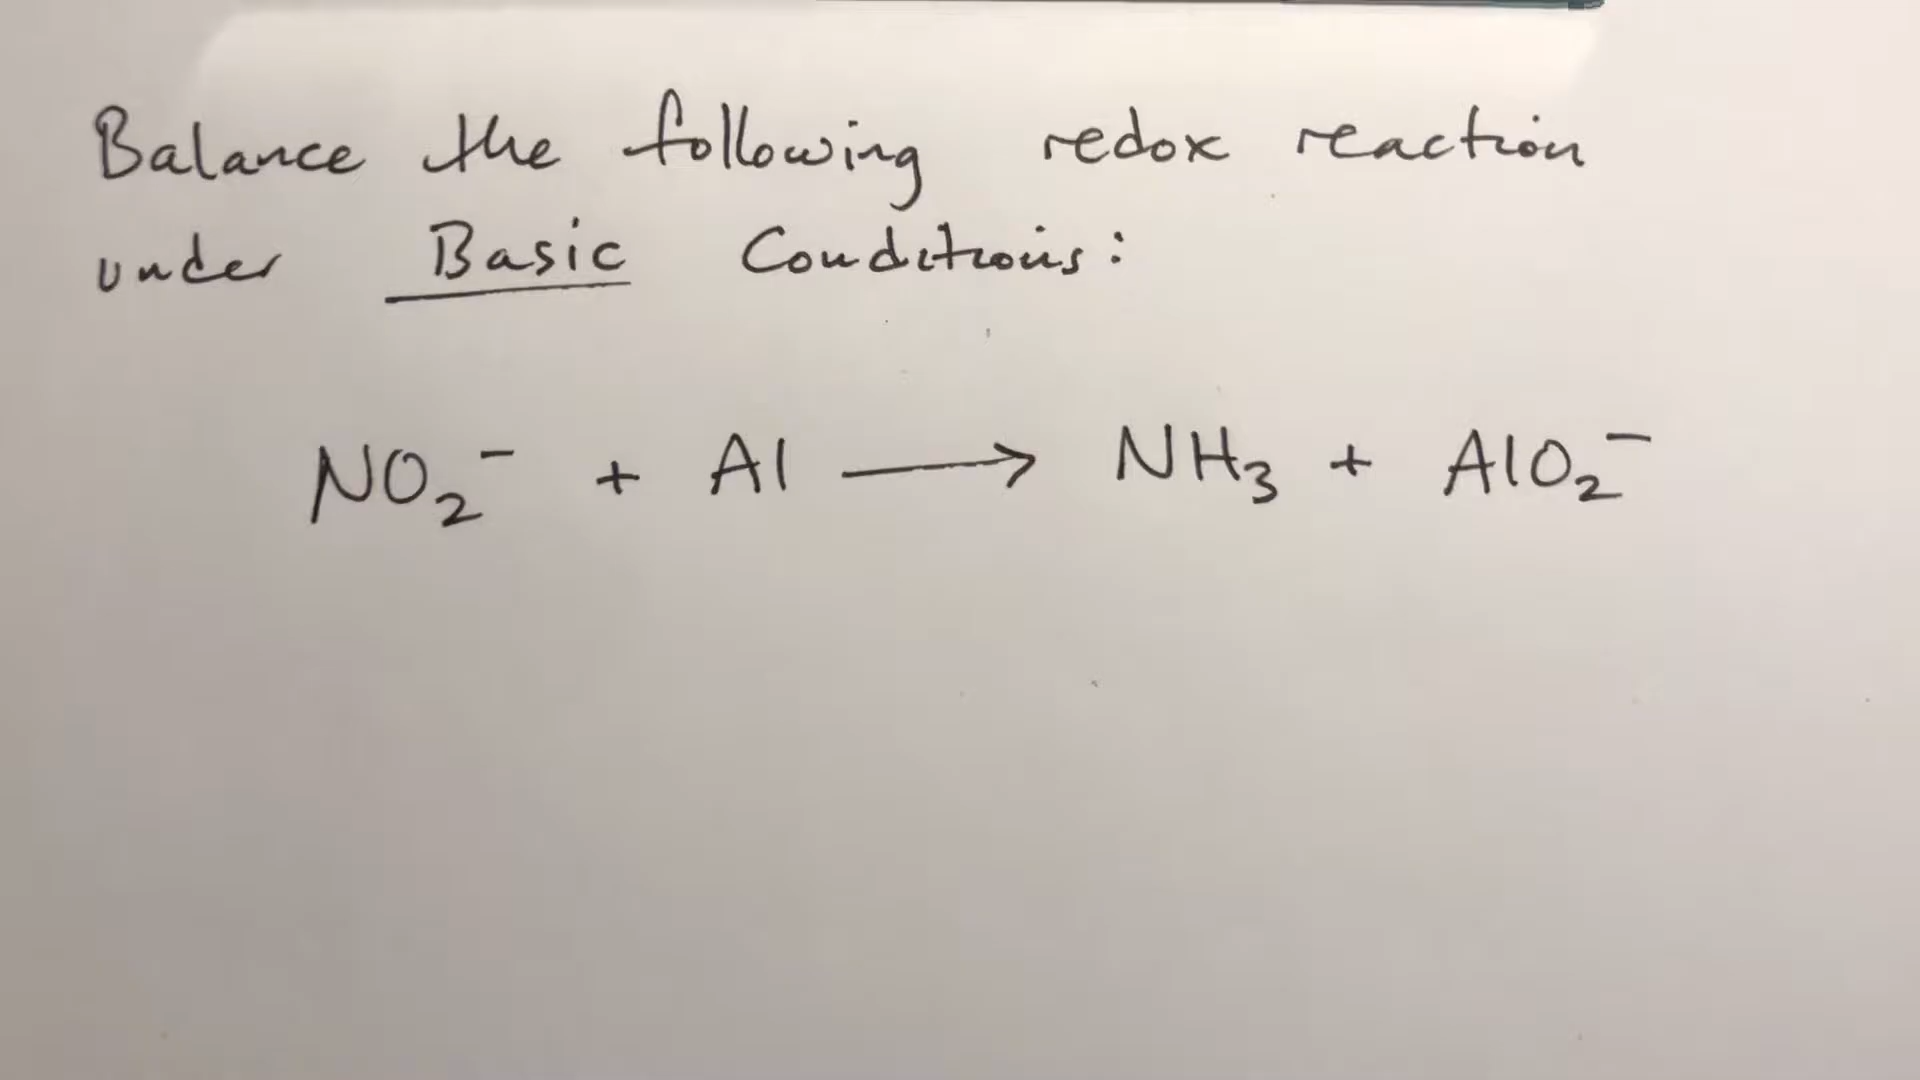 Balance the following redox reaction
under Basic Conditions:
NO₂⁻ + Al ⟶ NH₃ + AlO₂⁻